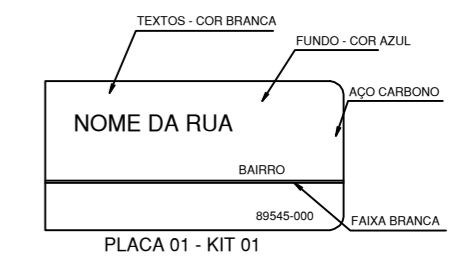 TEXTOS - COR BRANCA
FUNDO - COR AZUL
AÇO CARBONO
NOME DA RUA
BAIRRO
89545-000
FAIXA BRANCA
PLACA 01 - KIT 01